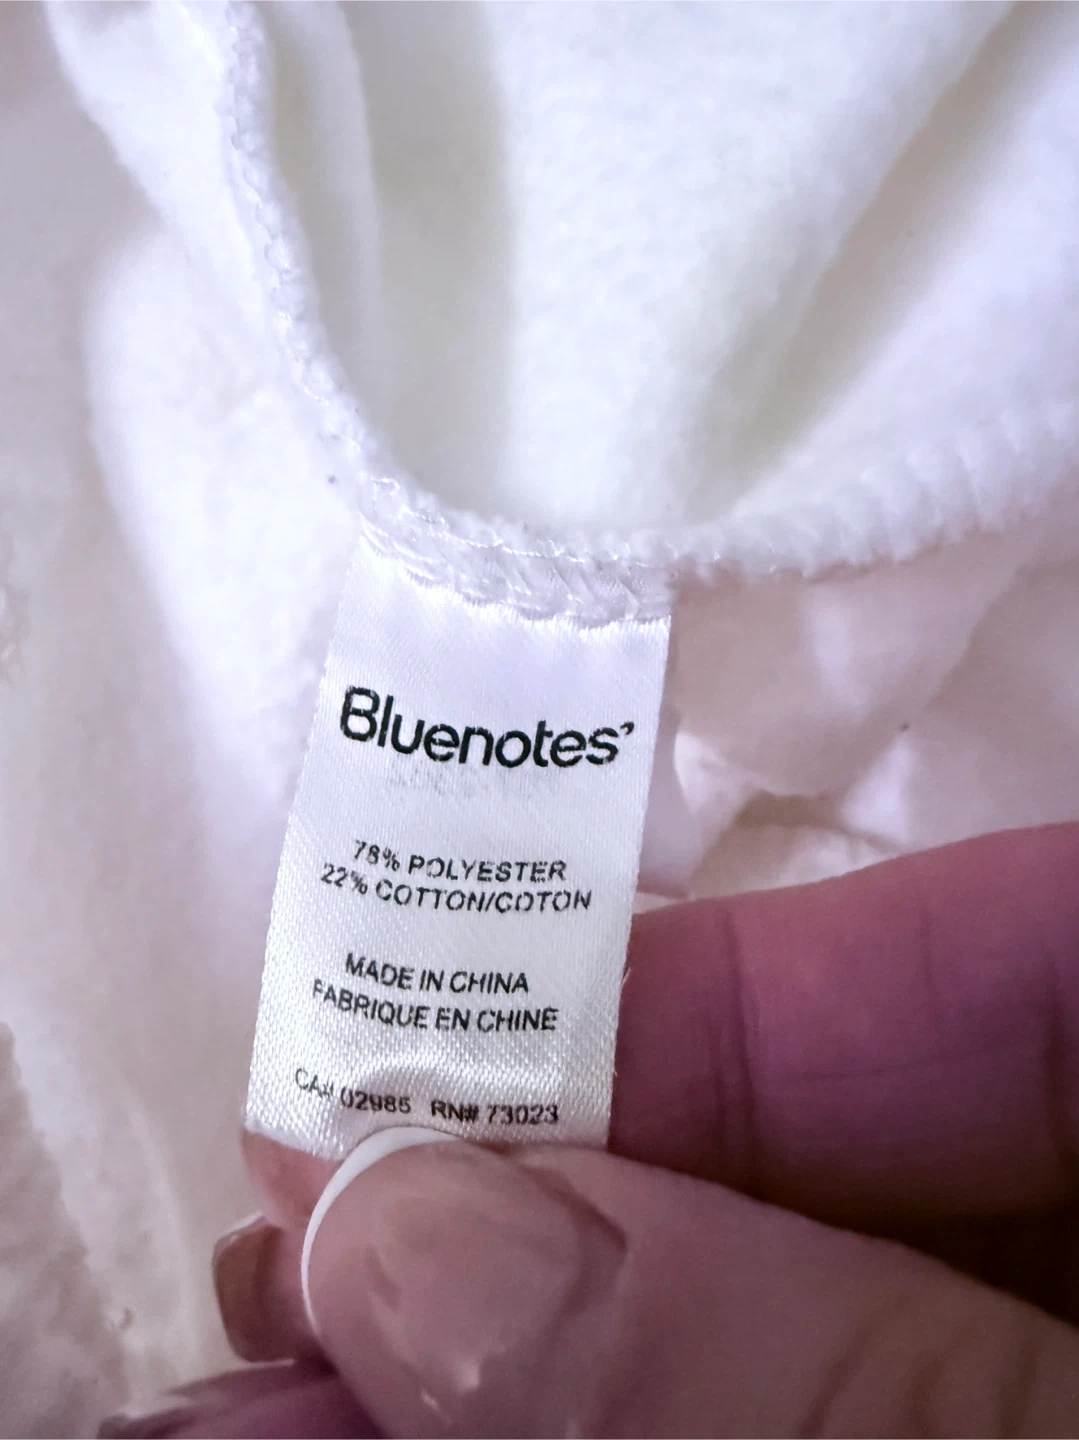 Bluenotes’
78% POLYESTER
22% COTTON/COTON
MADE IN CHINA
FABRIQUE EN CHINE
CA# 02985 RN# 73023